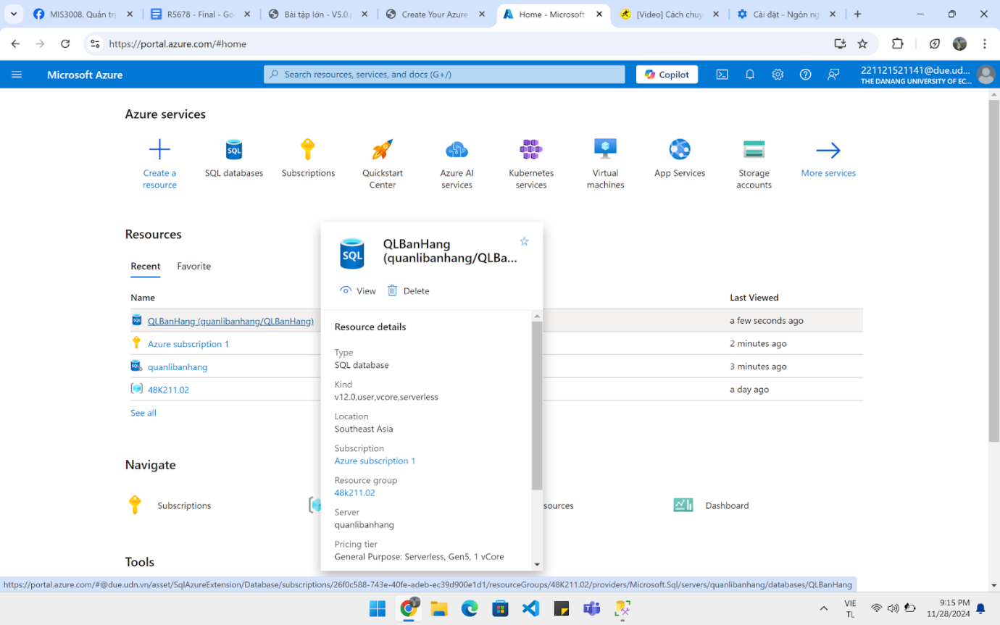 MIS3008. Quản trị
R5678 - Final - Goo
Bài tập lớn - V5.0.p
Create Your Azure
Home - Microsoft
[Video] Cách chuy
Cài đặt - Ngôn ng
https://portal.azure.com/#home
Microsoft Azure
Search resources, services, and docs (G+/)
Copilot
221121521141@due.ud...
THE DANANG UNIVERSITY OF EC...
Azure services
Create a
resource
SQL databases
Subscriptions
Quickstart
Center
Azure AI
services
Kubernetes
services
Virtual
machines
App Services
Storage
accounts
More services
Resources
Recent
Favorite
Name
Last Viewed
QLBanHang (quanlibanhang/QLBanHang)
a few seconds ago
Azure subscription 1
2 minutes ago
quanlibanhang
3 minutes ago
48K211.02
a day ago
See all
SQL
QLBanHang
(quanlibanhang/QLBa...
View
Delete
Resource details
Type
SQL database
Kind
v12.0,user,vcore,serverless
Location
Southeast Asia
Subscription
Azure subscription 1
Resource group
48k211.02
Server
quanlibanhang
Pricing tier
General Purpose: Serverless, Gen5, 1 vCore
Navigate
Subscriptions
sources
Dashboard
Tools
https://portal.azure.com/#@due.udn.vn/asset/SqlAzureExtension/Database/subscriptions/26f0c588-743e-40fe-adeb-ec39d900e1d1/resourceGroups/48K211.02/providers/Microsoft.Sql/servers/quanlibanhang/databases/QLBanHang
VIE
TL
9:15 PM
11/28/2024